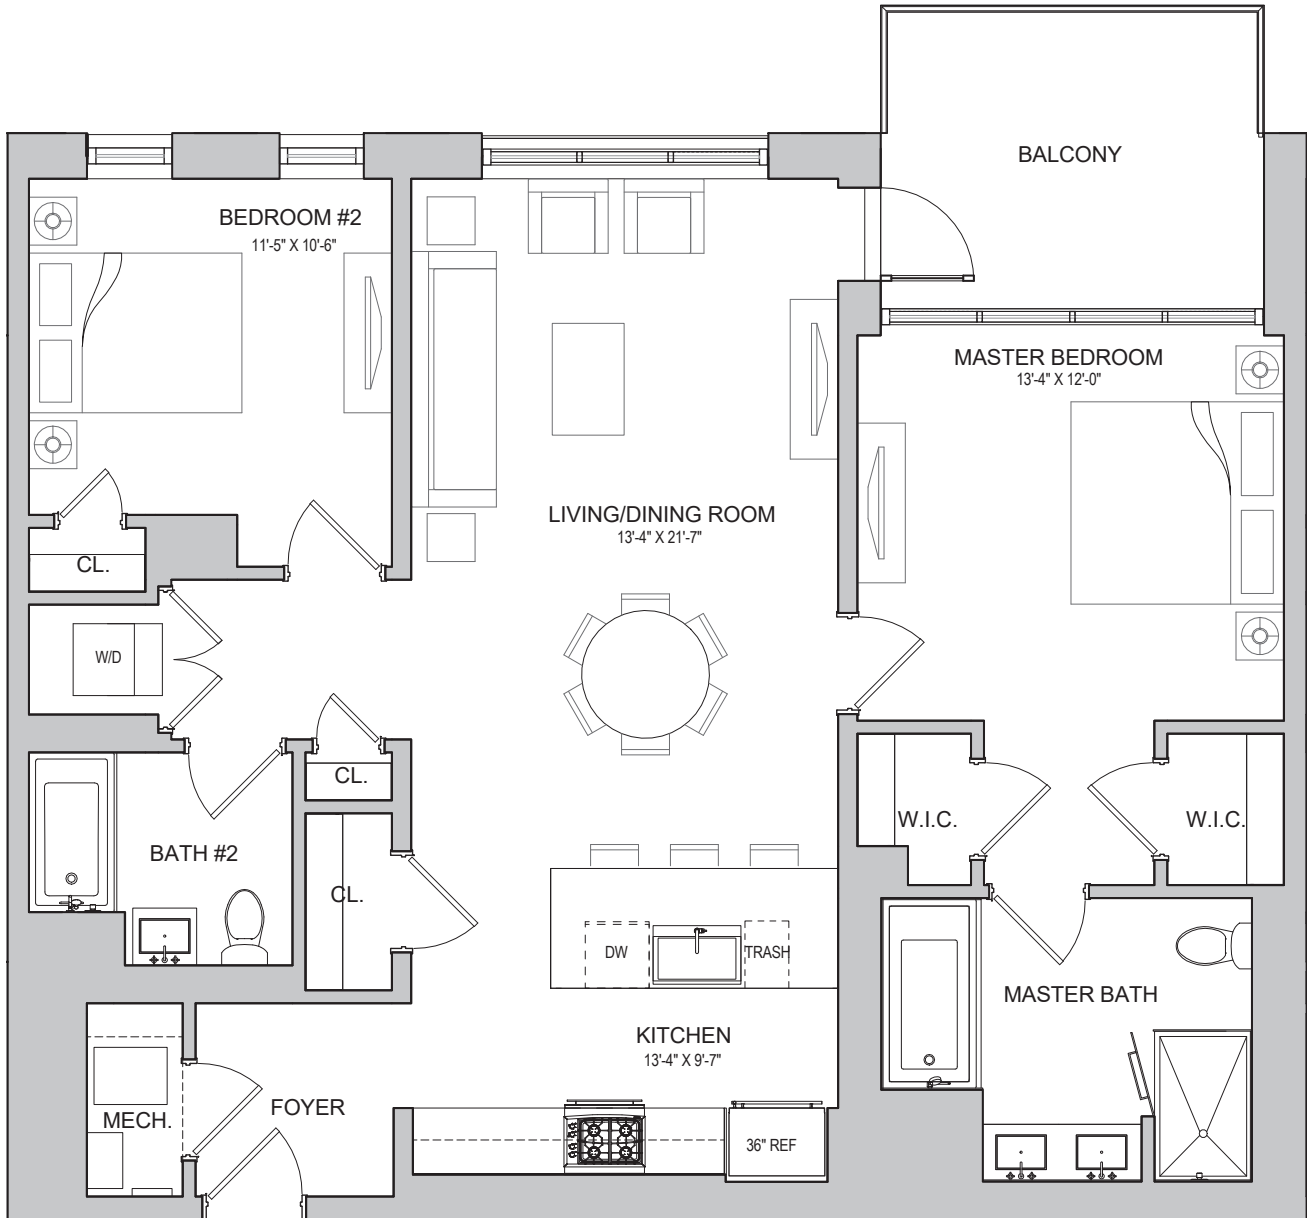 BALCONY
BEDROOM #2
11'-5" X 10'-6"
MASTER BEDROOM
13'-4" X 12'-0"
LIVING/DINING ROOM
13'-4" X 21'-7"
CL.
W/D
CL.
W.I.C.
W.I.C.
BATH #2
CL.
DW
TRASH
MASTER BATH
KITCHEN
13'-4" X 9'-7"
MECH.
FOYER
36" REF